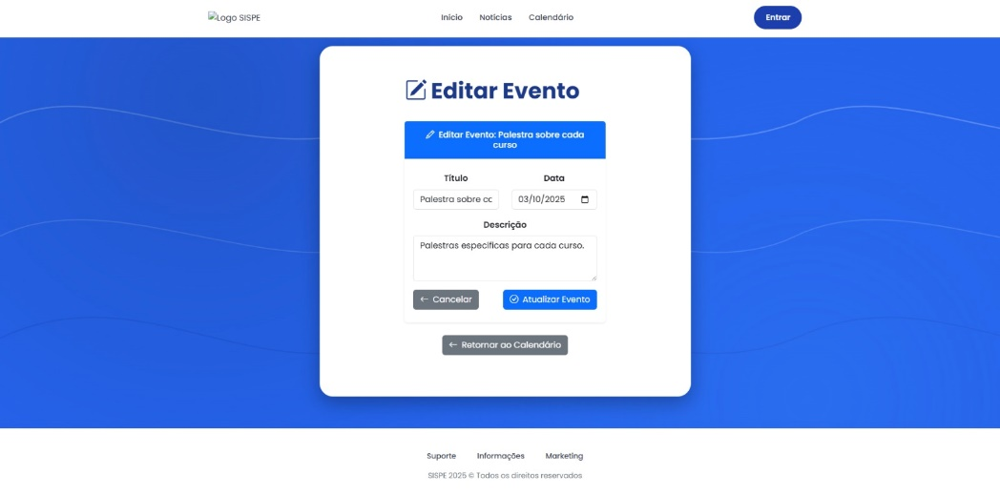 Logo SISPE
Início Notícias Calendário
Entrar
Editar Evento
Editar Evento: Palestra sobre cada
curso
Título Data
Palestra sobre cc 03/10/2025
Descrição
Palestras específicas para cada curso.
← Cancelar Atualizar Evento
← Retornar ao Calendário
Suporte Informações Marketing
SISPE 2025 © Todos os direitos reservados